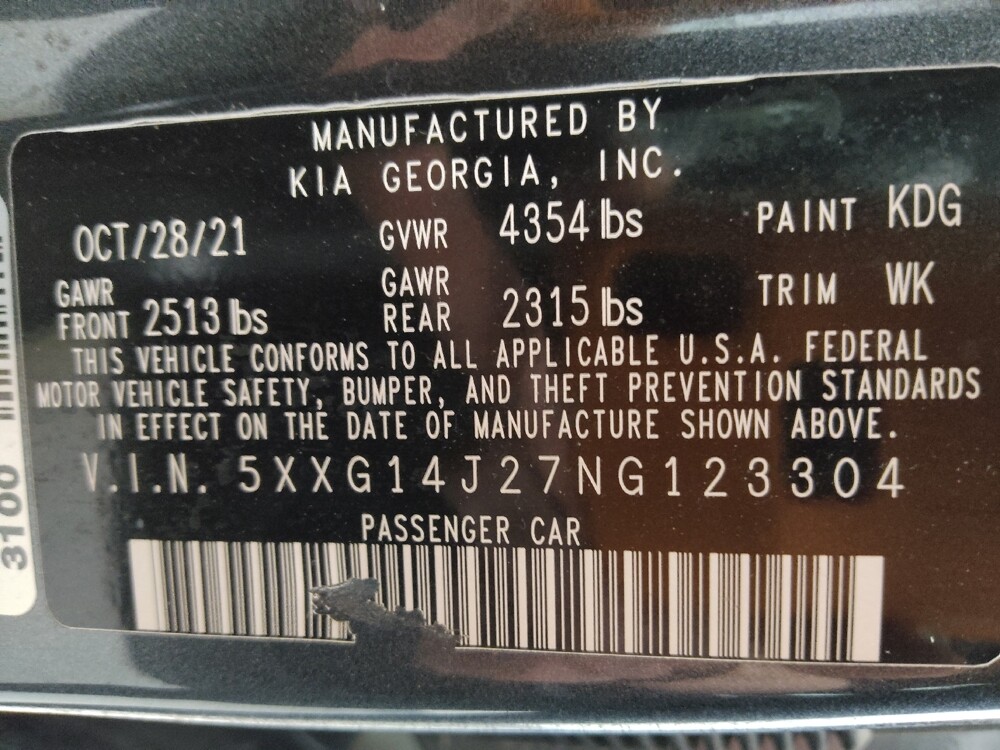 MANUFACTURED BY
KIA GEORGIA, INC.
OCT/28/21 GVWR 4354 lbs PAINT KDG
GAWR FRONT 2513 lbs GAWR REAR 2315 lbs TRIM WK
THIS VEHICLE CONFORMS TO ALL APPLICABLE U.S.A. FEDERAL
MOTOR VEHICLE SAFETY, BUMPER, AND THEFT PREVENTION STANDARDS
IN EFFECT ON THE DATE OF MANUFACTURE SHOWN ABOVE.
V.I.N. 5XXG14J27NG123304
PASSENGER CAR
3100